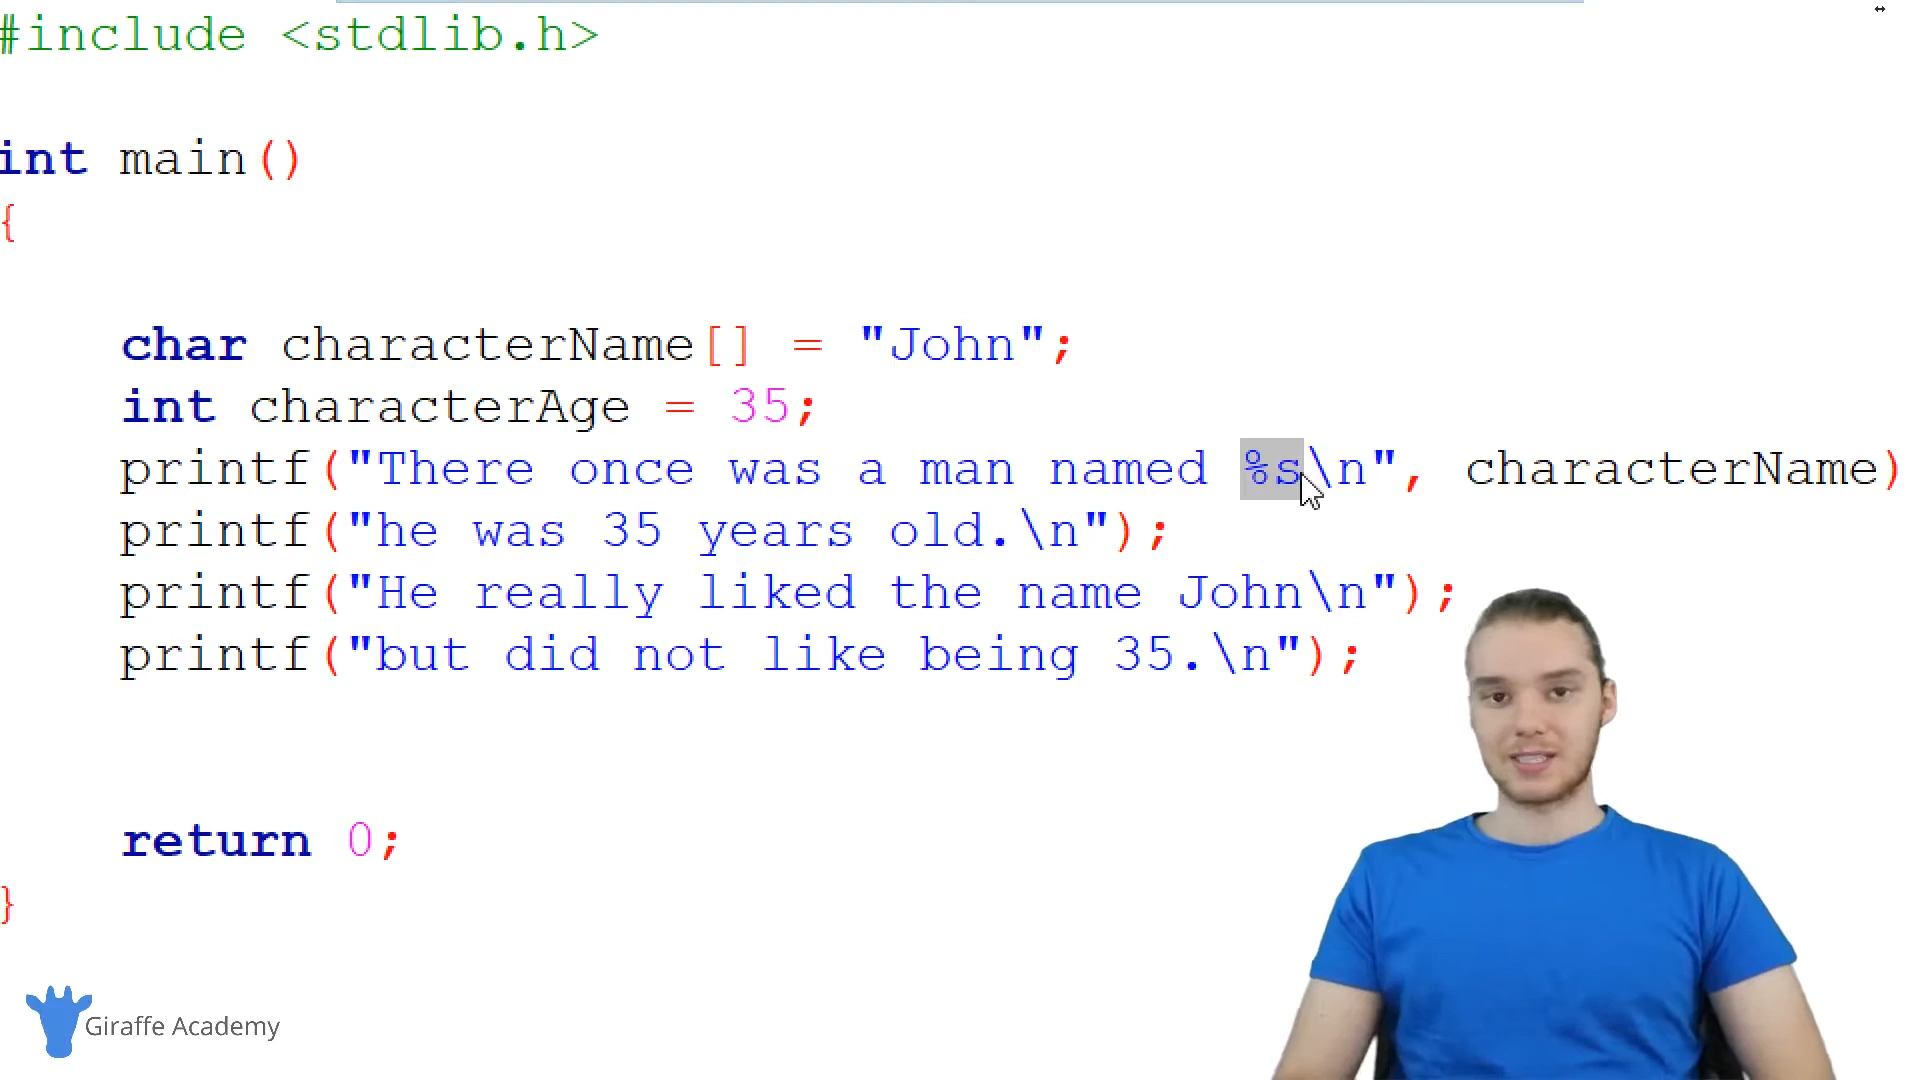 #include <stdlib.h>
int main()
{
char characterName[] = "John";
int characterAge = 35;
printf("There once was a man named %s\n", characterName)
printf("he was 35 years old.\n");
printf("He really liked the name John\n");
printf("but did not like being 35.\n");
return 0;
}
Giraffe Academy